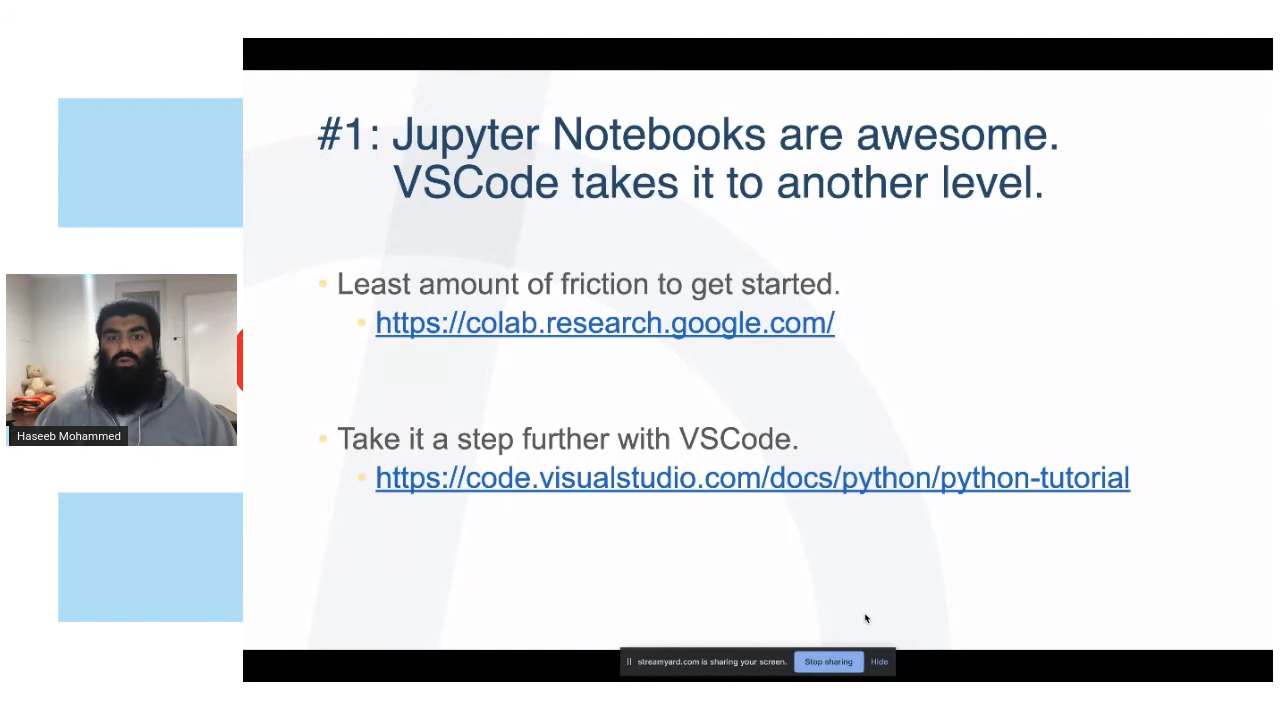 #1: Jupyter Notebooks are awesome.
VSCode takes it to another level.
• Least amount of friction to get started.
• https://colab.research.google.com/
• Take it a step further with VSCode.
• https://code.visualstudio.com/docs/python/python-tutorial
Haseeb Mohammed
streamyard.com is sharing your screen. Stop sharing Hide